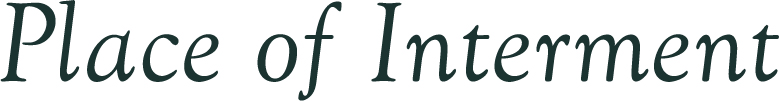 Place of Interment